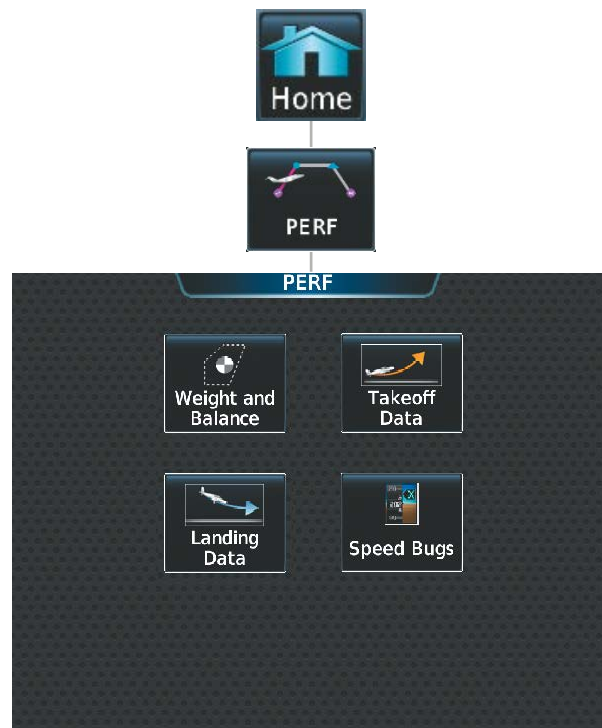 Home
PERF
PERF
Weight and
Balance
Takeoff
Data
Landing
Data
Speed Bugs